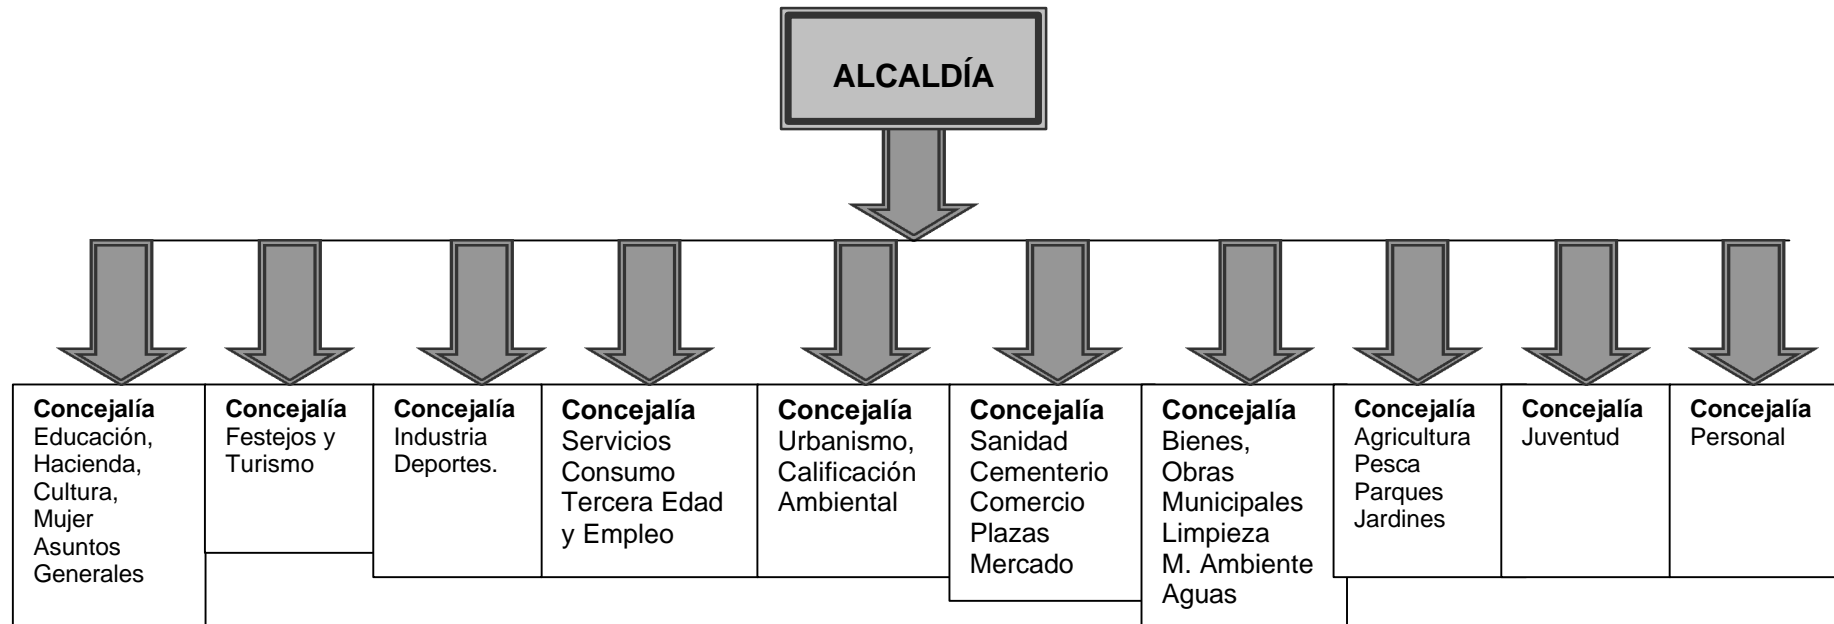 ALCALDÍA
Concejalía
Educación,
Hacienda,
Cultura,
Mujer
Asuntos
Generales
Concejalía
Festejos y
Turismo
Concejalía
Industria
Deportes.
Concejalía
Servicios
Consumo
Tercera Edad
y Empleo
Concejalía
Urbanismo,
Calificación
Ambiental
Concejalía
Sanidad
Cementerio
Comercio
Plazas
Mercado
Concejalía
Bienes,
Obras
Municipales
Limpieza
M. Ambiente
Aguas
Concejalía
Agricultura
Pesca
Parques
Jardines
Concejalía
Juventud
Concejalía
Personal